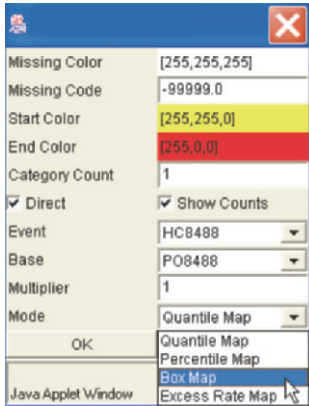 Missing Color [255,255,255]
Missing Code -99999.0
Start Color [255,255,0]
End Color [255,0,0]
Category Count 1
Direct Show Counts
Event HC8488
Base PO8488
Multiplier 1
Mode Quantile Map
OK Quantile Map
Percentile Map
Box Map
Java Applet Window Excess Rate Map